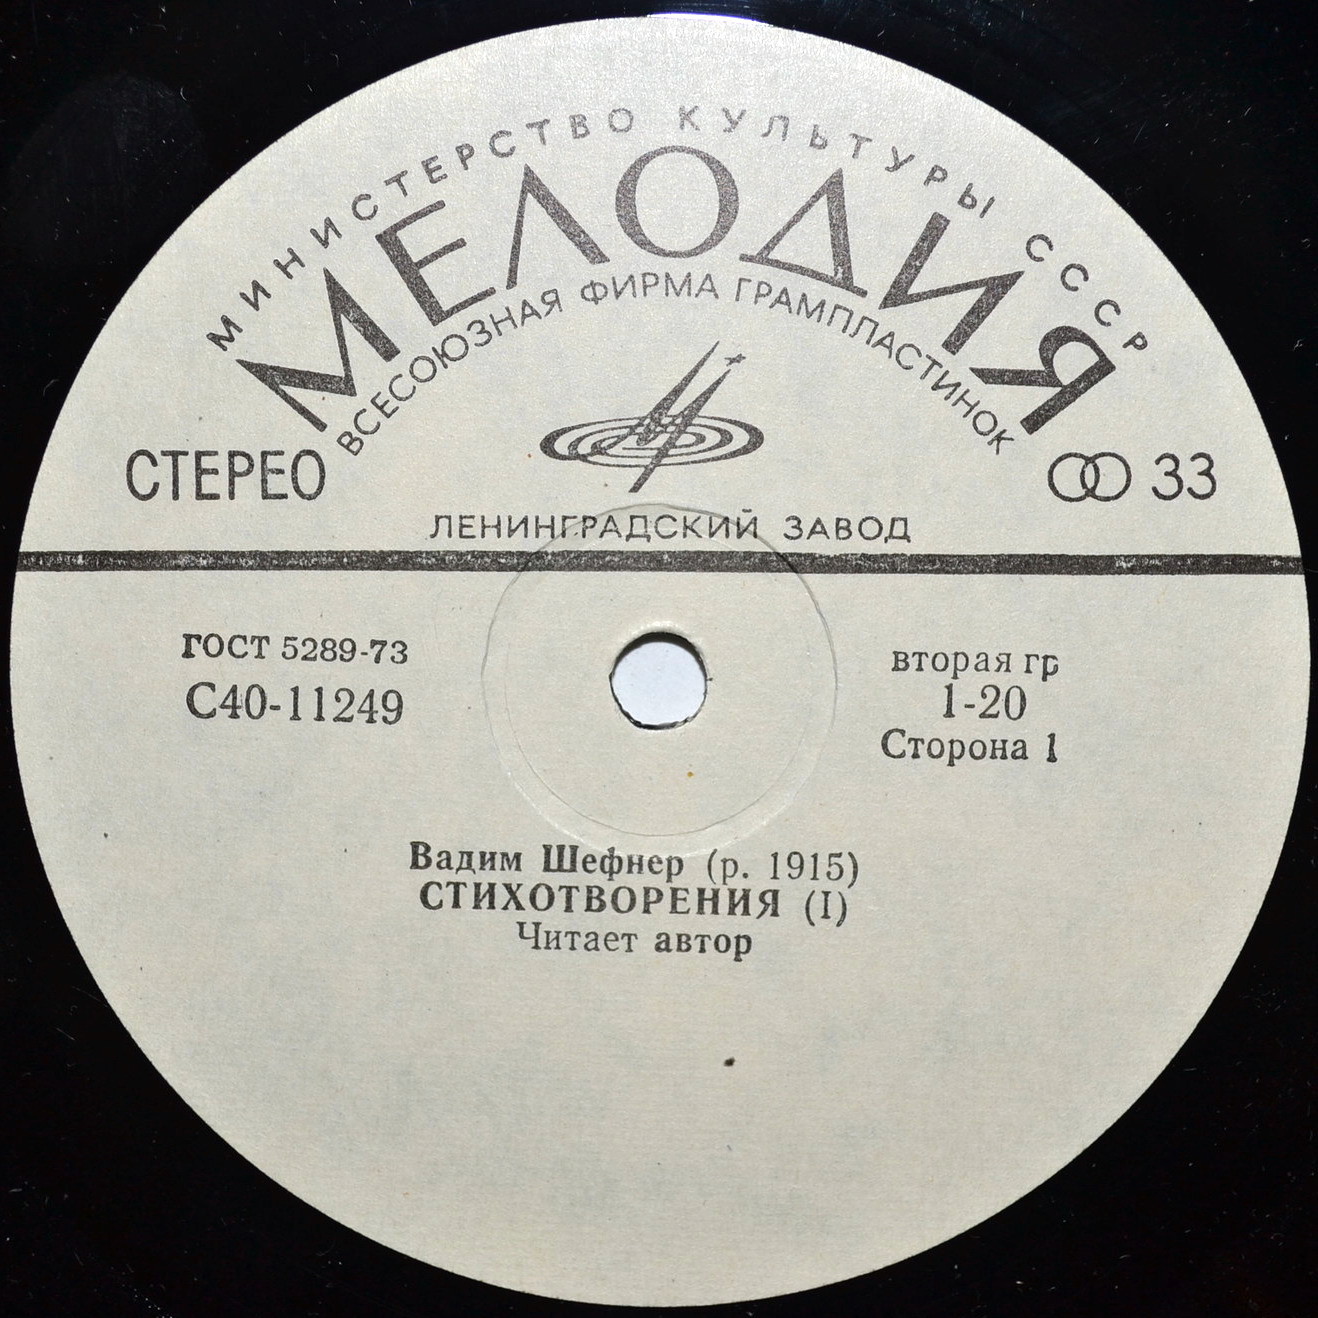 МИНИСТЕРСТВО КУЛЬТУРЫ СССР
МЕЛОДИЯ
ВСЕСОЮЗНАЯ ФИРМА ГРАМПЛАСТИНОК
СТЕРЕО
33
ЛЕНИНГРАДСКИЙ ЗАВОД
ГОСТ 5289-73
С40-11249
вторая гр
1-20
Сторона 1
Вадим Шефнер (р. 1915)
СТИХОТВОРЕНИЯ (I)
Читает автор